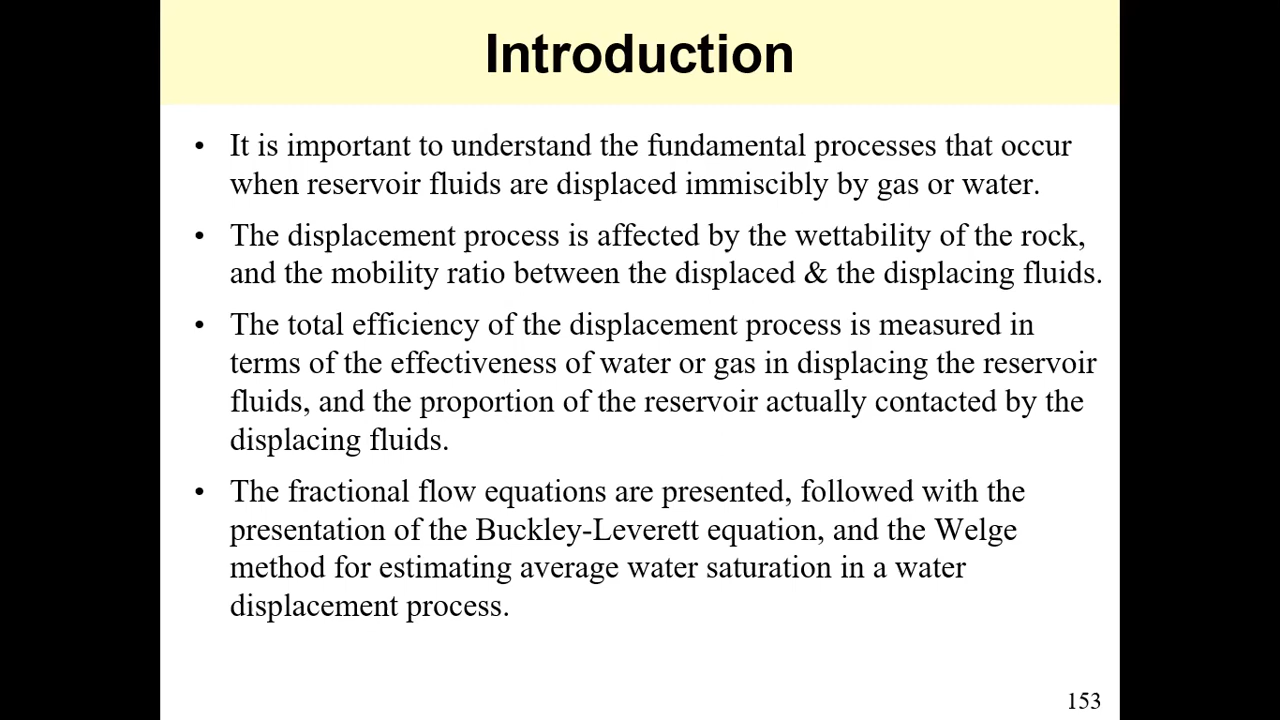 Introduction
• It is important to understand the fundamental processes that occur
when reservoir fluids are displaced immiscibly by gas or water.
• The displacement process is affected by the wettability of the rock,
and the mobility ratio between the displaced & the displacing fluids.
• The total efficiency of the displacement process is measured in
terms of the effectiveness of water or gas in displacing the reservoir
fluids, and the proportion of the reservoir actually contacted by the
displacing fluids.
• The fractional flow equations are presented, followed with the
presentation of the Buckley-Leverett equation, and the Welge
method for estimating average water saturation in a water
displacement process.
153